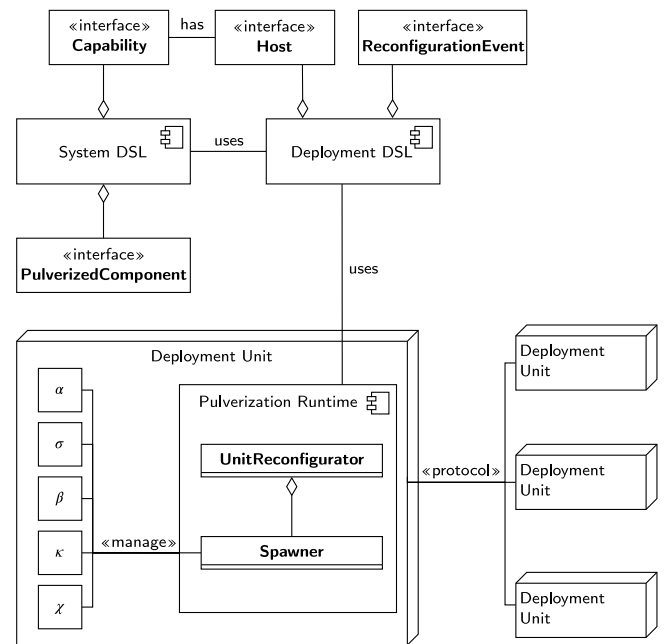 «interface»
Capability
has
«interface»
Host
«interface»
ReconfigurationEvent
System DSL
uses
Deployment DSL
«interface»
PulverizedComponent
uses
Deployment Unit
α
σ
β
κ
χ
«manage»
Pulverization Runtime
UnitReconfigurator
Spawner
«protocol»
Deployment
Unit
Deployment
Unit
Deployment
Unit